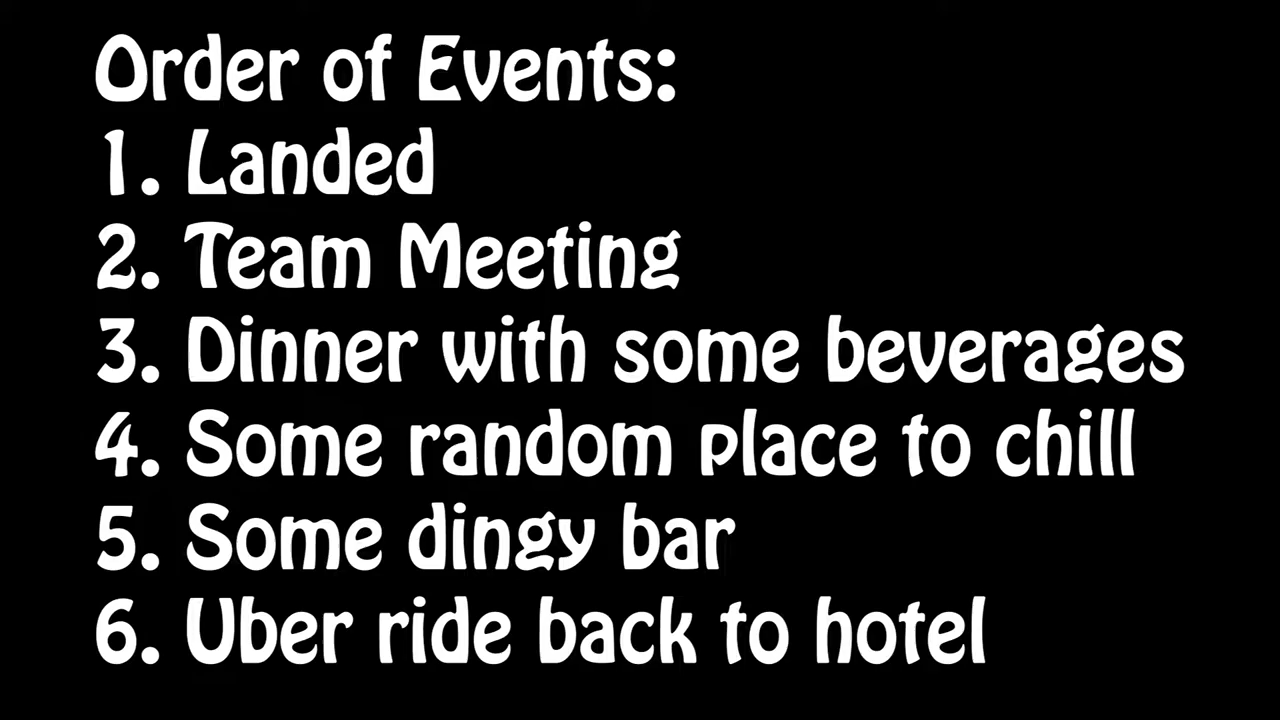 Order of Events:
1. Landed
2. Team Meeting
3. Dinner with some beverages
4. Some random place to chill
5. Some dingy bar
6. Uber ride back to hotel